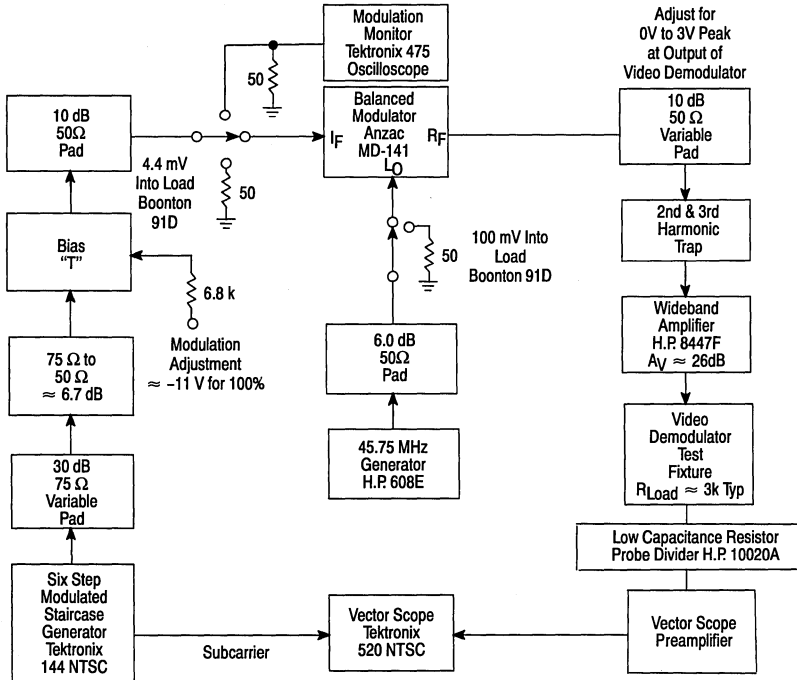 Modulation
Monitor
Tektronix 475
Oscilloscope
50
Adjust for
0V to 3V Peak
at Output of
Video Demodulator
10 dB
50Ω
Pad
4.4 mV
Into Load
Boonton
91D
50
Balanced
Modulator
Anzac
MD-141
IF
RF
LO
10 dB
50 Ω
Variable
Pad
2nd & 3rd
Harmonic
Trap
Bias
“T”
6.8 k
Modulation
Adjustment
≈ –11 V for 100%
50
100 mV Into
Load
Boonton 91D
Wideband
Amplifier
H.P. 8447F
AV ≈ 26dB
75 Ω to
50 Ω
≈ 6.7 dB
6.0 dB
50Ω
Pad
45.75 MHz
Generator
H.P. 608E
Video
Demodulator
Test
Fixture
RLoad ≈ 3k Typ
30 dB
75 Ω
Variable
Pad
Low Capacitance Resistor
Probe Divider H.P. 10020A
Six Step
Modulated
Staircase
Generator
Tektronix
144 NTSC
Subcarrier
Vector Scope
Tektronix
520 NTSC
Vector Scope
Preamplifier